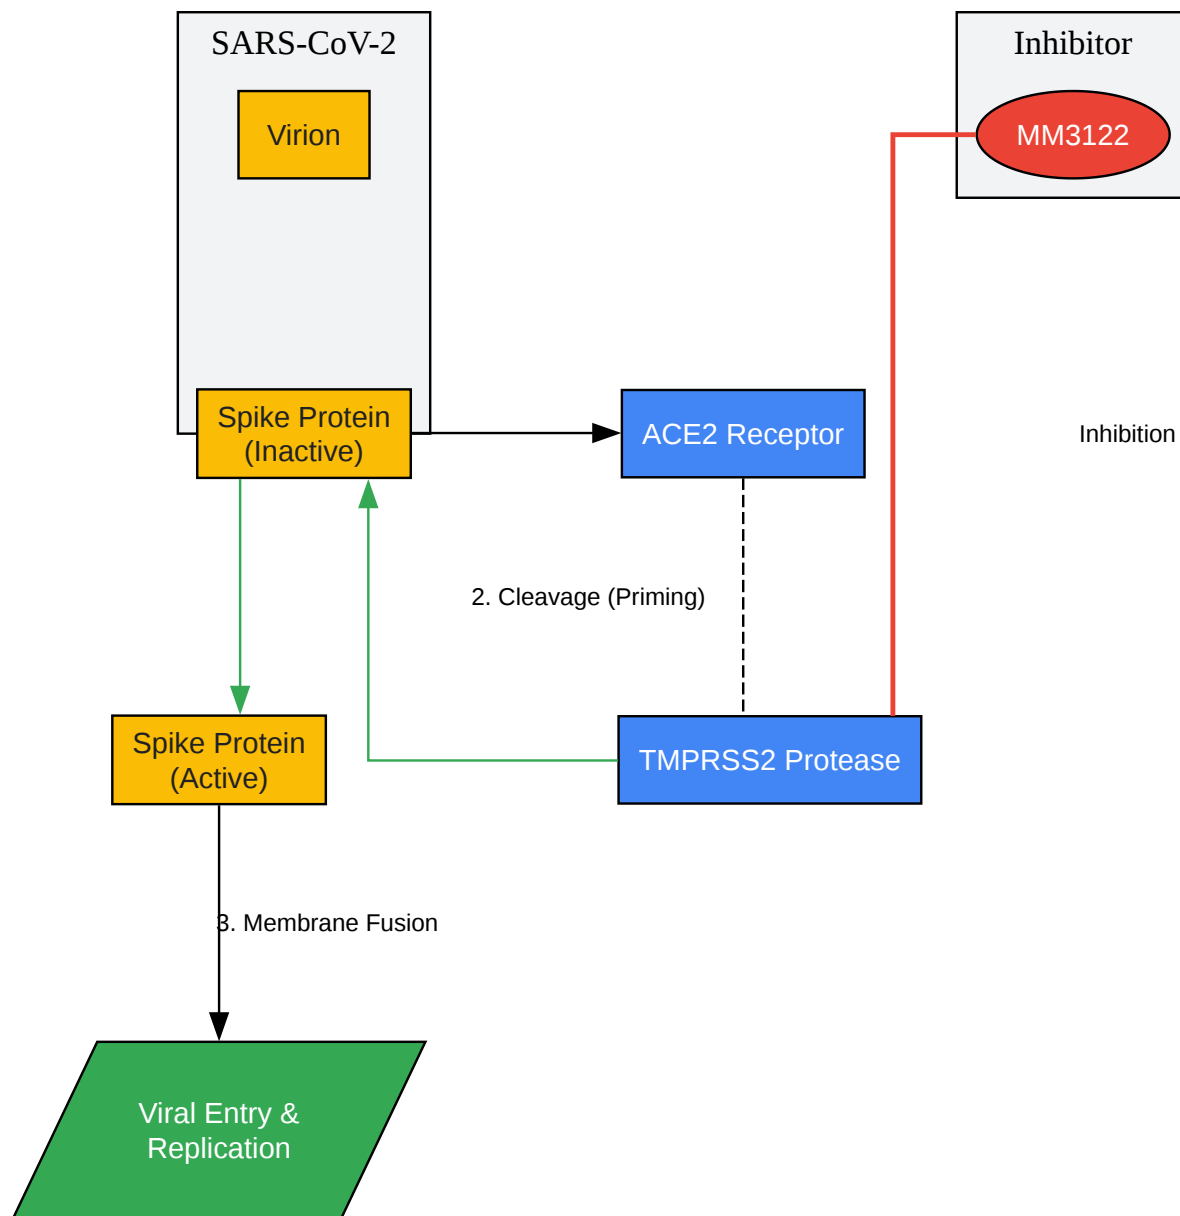 SARS-CoV-2
Inhibitor
Virion
MM3122
Spike Protein
(Inactive)
ACE2 Receptor
Inhibition
2. Cleavage (Priming)
Spike Protein
(Active)
TMPRSS2 Protease
3. Membrane Fusion
Viral Entry &
Replication